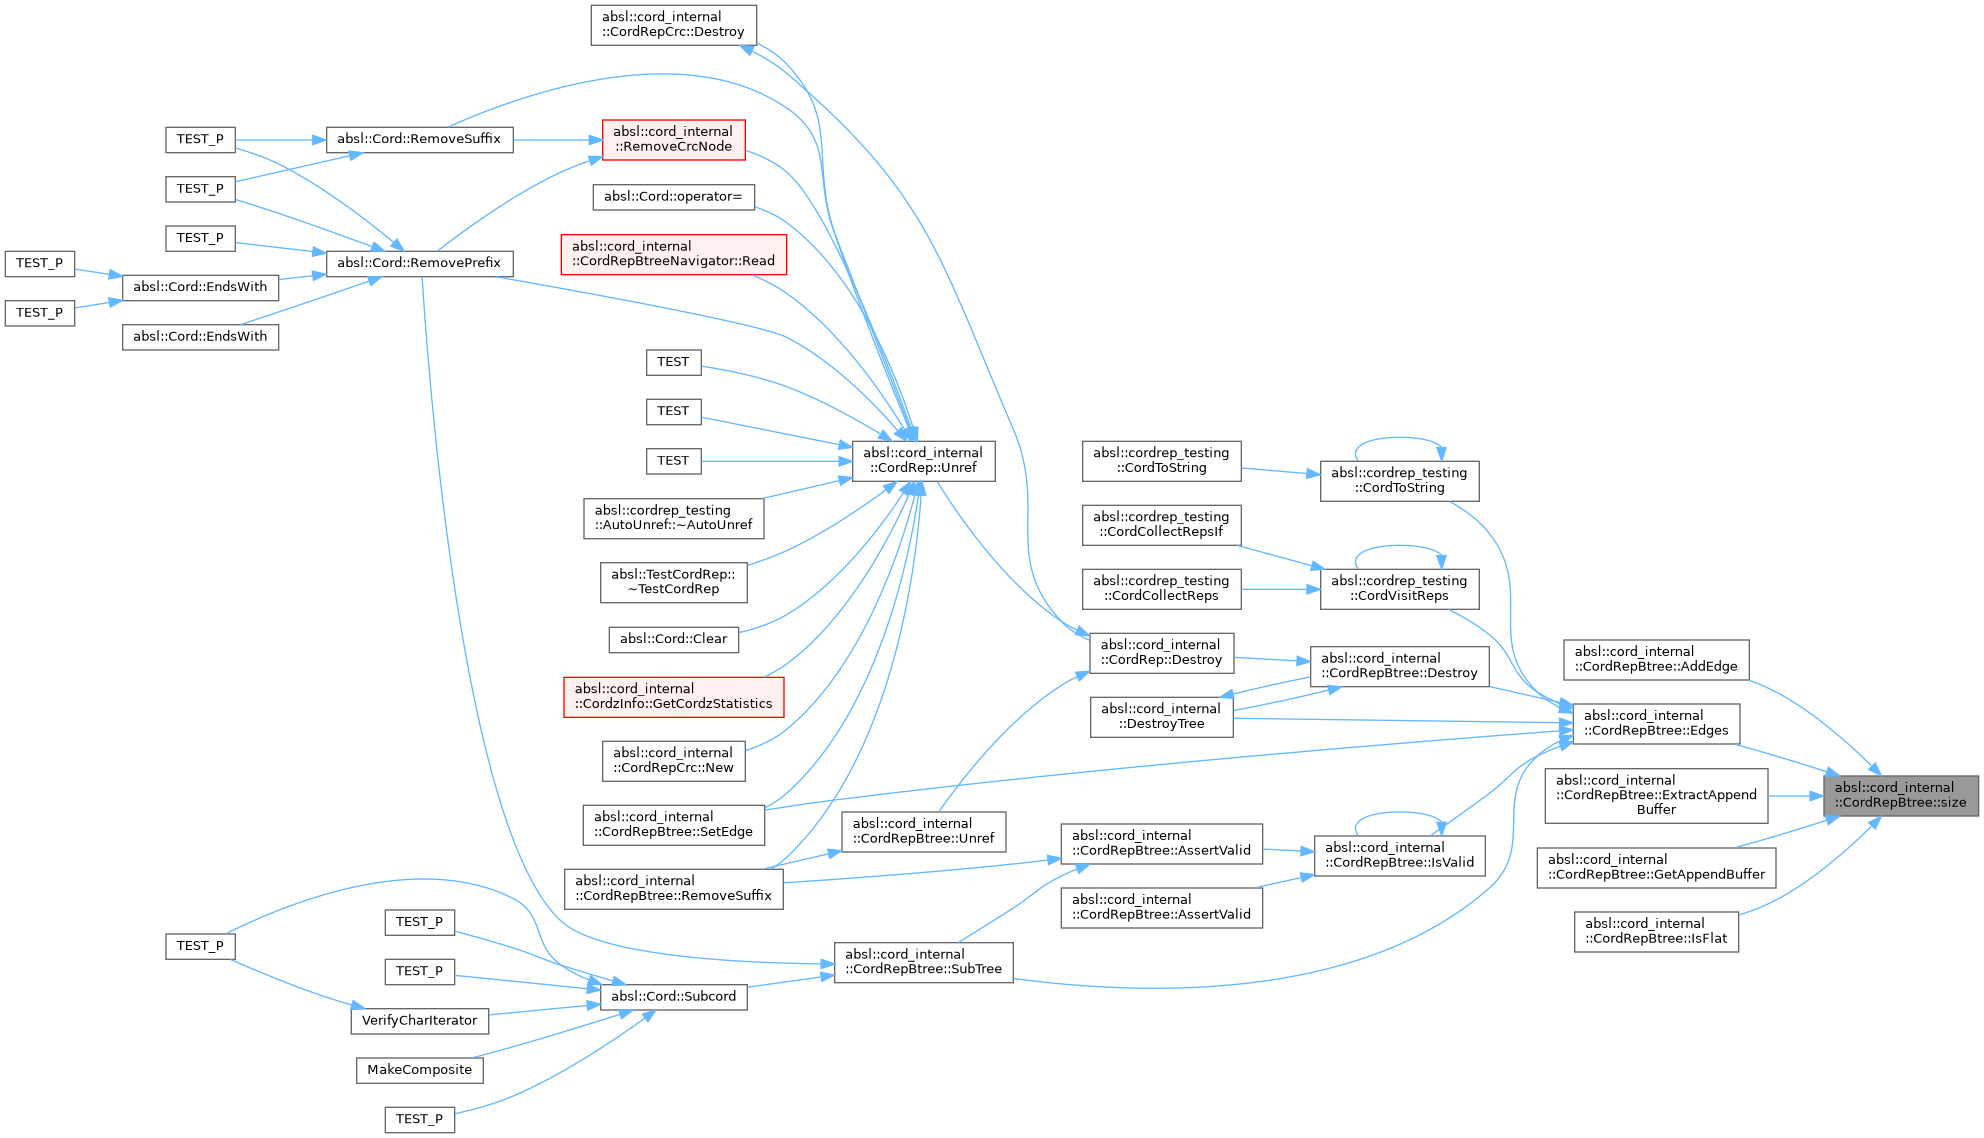 absl::cord_internal
::CordRepCrc::Destroy
absl::Cord::RemoveSuffix
TEST_P
absl::cord_internal
::RemoveCrcNode
TEST_P
absl::Cord::operator=
TEST_P
absl::cord_internal
::CordRepBtreeNavigator::Read
TEST_P
absl::Cord::RemovePrefix
absl::Cord::EndsWith
TEST_P
absl::Cord::EndsWith
TEST
TEST
TEST
absl::cord_internal
::CordRep::Unref
absl::cordrep_testing
::CordToString
absl::cordrep_testing
::CordToString
absl::cordrep_testing
::AutoUnref::~AutoUnref
absl::cordrep_testing
::CordCollectRepsIf
absl::TestCordRep::
~TestCordRep
absl::cordrep_testing
::CordCollectReps
absl::cordrep_testing
::CordVisitReps
absl::Cord::Clear
absl::cord_internal
::CordRep::Destroy
absl::cord_internal
::CordRepBtree::Destroy
absl::cord_internal
::CordRepBtree::AddEdge
absl::cord_internal
::CordzInfo::GetCordzStatistics
absl::cord_internal
::DestroyTree
absl::cord_internal
::CordRepBtree::Edges
absl::cord_internal
::CordRepCrc::New
absl::cord_internal
::CordRepBtree::ExtractAppend
Buffer
absl::cord_internal
::CordRepBtree::size
absl::cord_internal
::CordRepBtree::SetEdge
absl::cord_internal
::CordRepBtree::Unref
absl::cord_internal
::CordRepBtree::AssertValid
absl::cord_internal
::CordRepBtree::IsValid
absl::cord_internal
::CordRepBtree::GetAppendBuffer
absl::cord_internal
::CordRepBtree::RemoveSuffix
absl::cord_internal
::CordRepBtree::AssertValid
absl::cord_internal
::CordRepBtree::IsFlat
TEST_P
TEST_P
absl::cord_internal
::CordRepBtree::SubTree
TEST_P
absl::Cord::Subcord
VerifyCharIterator
MakeComposite
TEST_P